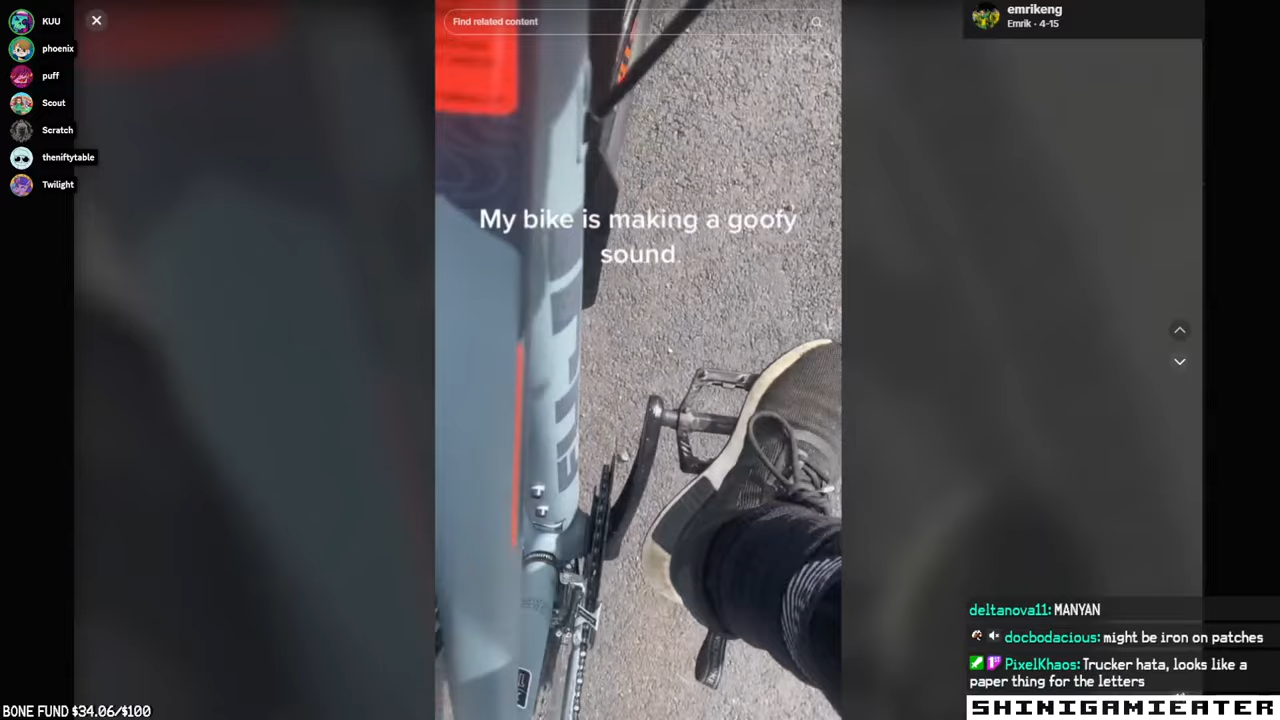 KUU
phoenix
puff
Scout
Scratch
theniftytable
Twilight
Find related content
emrikeng
Emrik - 4-15
My bike is making a goofy
sound
deltanova11: MANYAN
docbodacious: might be iron on patches
PixelKhaos: Trucker hata, looks like a
paper thing for the letters
BONE FUND $34.06/$100
SHINIGAMIEATER